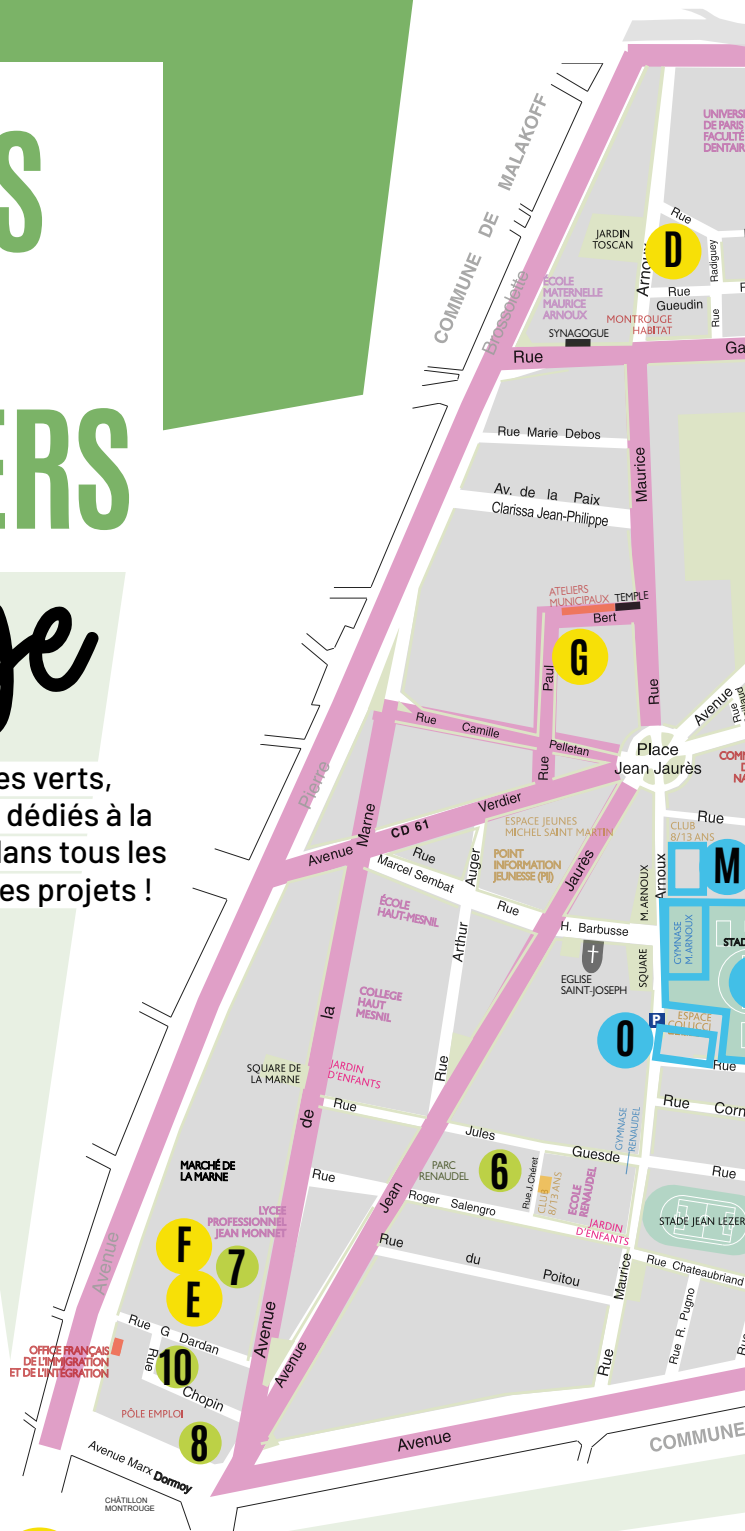 S
ERS
ge
es verts,
dédiés à la
dans tous les
es projets !
COMMUNE DE MALAKOFF
UNIVERSI
DE PARIS
FACULTÉ
DENTAIR
Rue
JARDIN
TOSCAN
D
Arnoux
Radiguey
Rue
Rue
Gueudin
ÉCOLE
MATERNELLE
MAURICE
ARNOUX
MONTROUGE
HABITAT
SYNAGOGUE
Brossolette
Rue
Ga
Rue Marie Debos
Maurice
Av. de la Paix
Clarissa Jean-Philippe
ATELIERS
MUNICIPAUX
TEMPLE
Bert
G
Paul
Rue
Avenue
Rue
Rue Camille Pelletan
Rue
Place
Jean Jaurès
COMM
D
NA
Pierre
Marne
Avenue CD 61 Verdier
ESPACE JEUNES
MICHEL SAINT MARTIN
POINT
INFORMATION
JEUNESSE (PIJ)
Jaurès
Rue
CLUB
8/13 ANS
M
Arnoux
Rue
Marcel Sembat
Auger
Rue
H. Barbusse
M. ARNOUX
SQUARE
GYMNASE
M.ARNOUX
STAD
ÉCOLE
HAUT-MESNIL
Arthur
EGLISE
SAINT-JOSEPH
COLLEGE
HAUT
MESNIL
la
P
ESPACE
COLUCCI
O
Rue
SQUARE DE
LA MARNE
JARDIN
D'ENFANTS
Rue
de
Rue
Jules
Guesde
GYMNASE
RENAUDEL
Rue Corn
MARCHÉ DE
LA MARNE
Rue
PARC
RENAUDEL
6
Rue J.Chéret
CLUB
8/13 ANS
ECOLE
RENAUDEL
Rue
Jean
Roger Salengro
LYCEE
PROFESSIONNEL
JEAN MONNET
JARDIN
D'ENFANTS
STADE JEAN LEZER
F
7
E
Rue
du
Poitou
Maurice
Rue Chateaubriand
Avenue
Rue R. Pugno
Rue
Rue G Dardan
Avenue
Avenue
Rue
OFFICE FRANÇAIS
DE L'IMMIGRATION
ET DE L'INTÉGRATION
Rue
10
Chopin
PÔLE EMPLOI
8
Avenue
COMMUNE
Avenue Marx Dormoy
CHÂTILLON
MONTROUGE